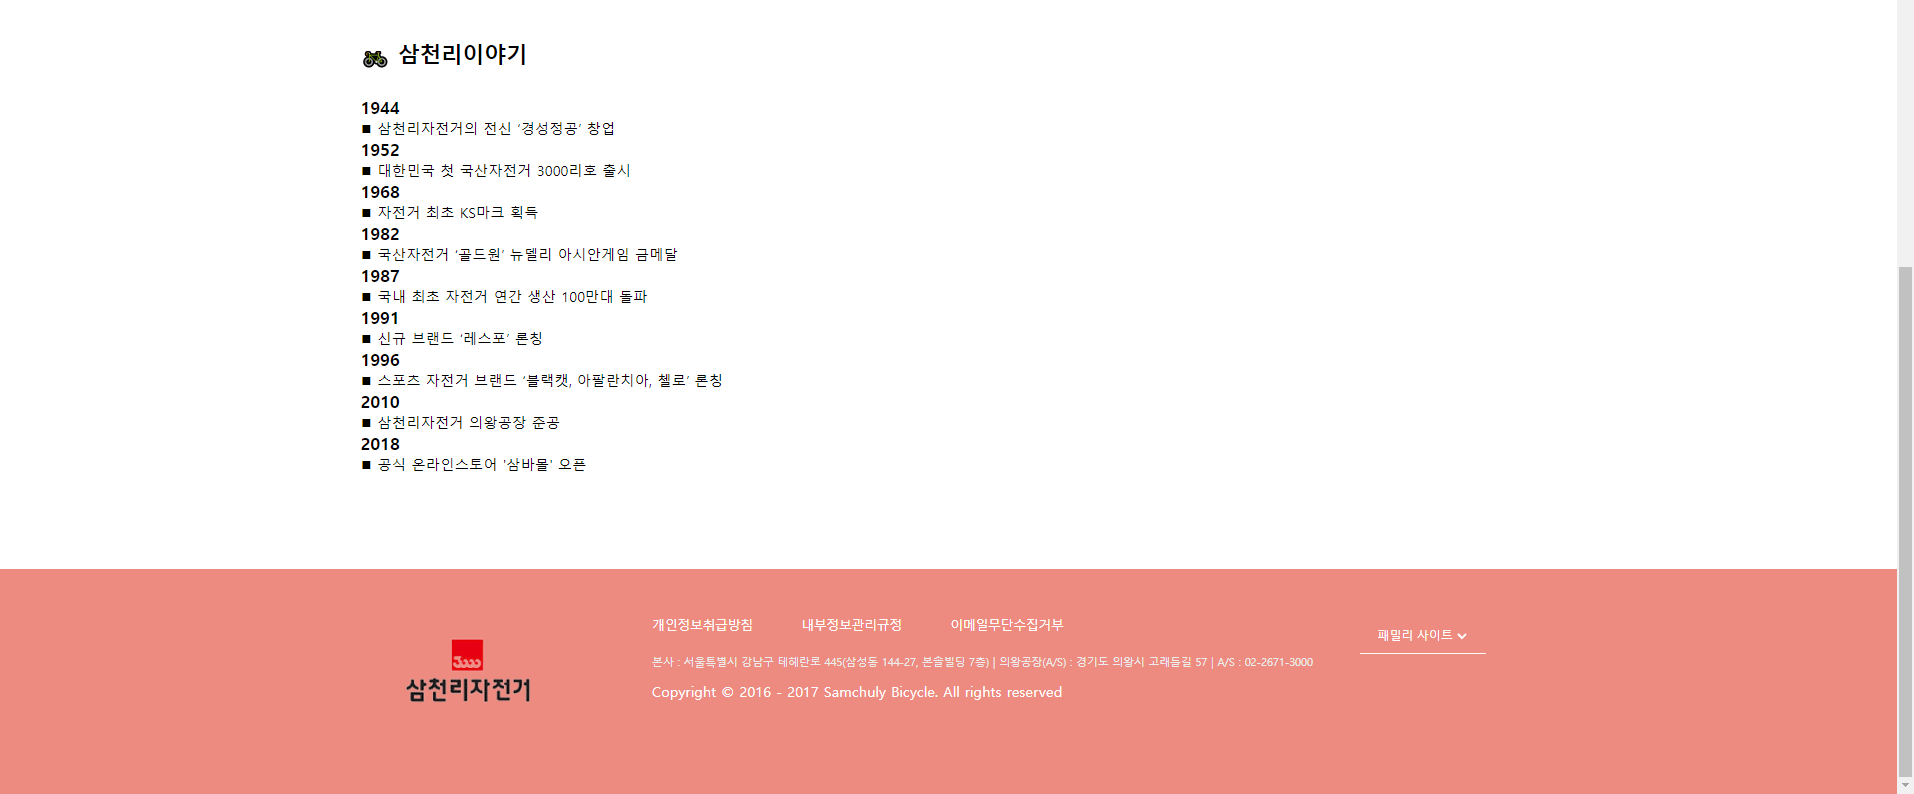 삼천리이야기
1944
■ 삼천리자전거의 전신 ‘경성정공’ 창업
1952
■ 대한민국 첫 국산자전거 3000리호 출시
1968
■ 자전거 최초 KS마크 획득
1982
■ 국산자전거 ‘골드원’ 뉴델리 아시안게임 금메달
1987
■ 국내 최초 자전거 연간 생산 100만대 돌파
1991
■ 신규 브랜드 ‘레스포’ 론칭
1996
■ 스포츠 자전거 브랜드 ‘블랙캣, 아팔란치아, 첼로’ 론칭
2010
■ 삼천리자전거 의왕공장 준공
2018
■ 공식 온라인스토어 '삼바몰' 오픈
3000
삼천리자전거
개인정보취급방침 내부정보관리규정 이메일무단수집거부
패밀리 사이트
본사 : 서울특별시 강남구 테헤란로 445(삼성동 144-27, 본솔빌딩 7층) | 의왕공장(A/S) : 경기도 의왕시 고래들길 57 | A/S : 02-2671-3000
Copyright © 2016 - 2017 Samchuly Bicycle. All rights reserved